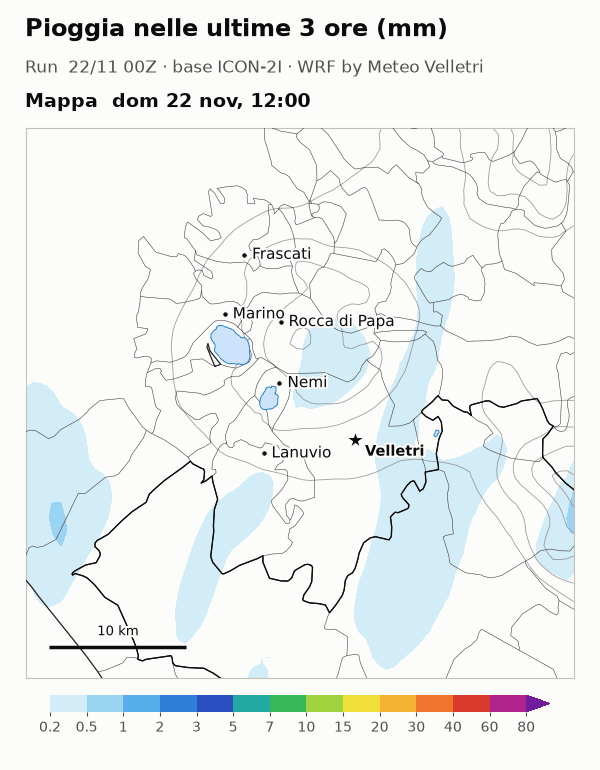 Pioggia nelle ultime 3 ore (mm)
Run  22/11 00Z · base ICON-2I · WRF by Meteo Velletri
Mappa  dom 22 nov, 12:00
Frascati
Marino
Rocca di Papa
Nemi
Velletri
Lanuvio
10 km
0.2 0.5 1 2 3 5 7 10 15 20 30 40 60 80